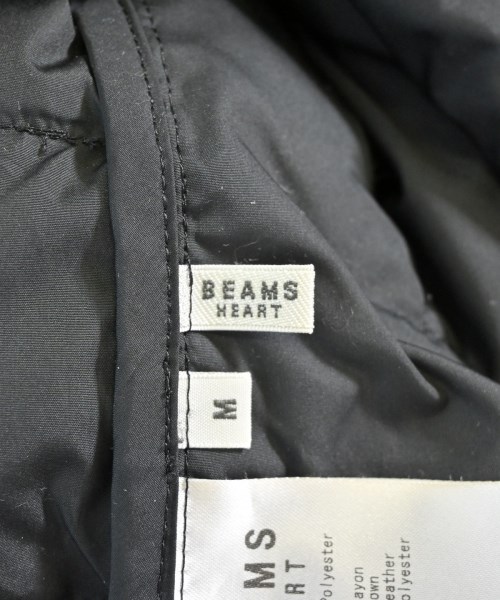 BEAMS
HEART
M
MS
RT
Polyester
ayon
own
eather
olyester